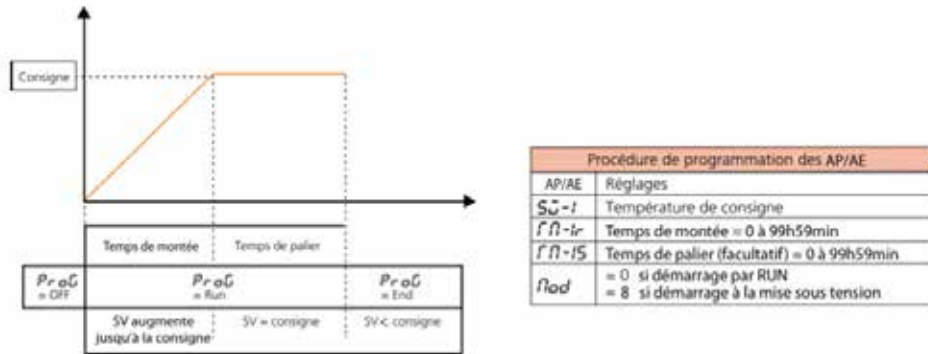 Consigne
Temps de montée
Temps de palier
ProG
= OFF
ProG
= Run
ProG
= End
SV augmente
jusqu'à la consigne
SV = consigne
SV < consigne
Procédure de programmation des AP/AE
AP/AE Réglages
SV-1 Température de consigne
TM-1r Temps de montée = 0 à 99h59min
TM-1S Temps de palier (facultatif) = 0 à 99h59min
Mod = 0 si démarrage par RUN
= 8 si démarrage à la mise sous tension